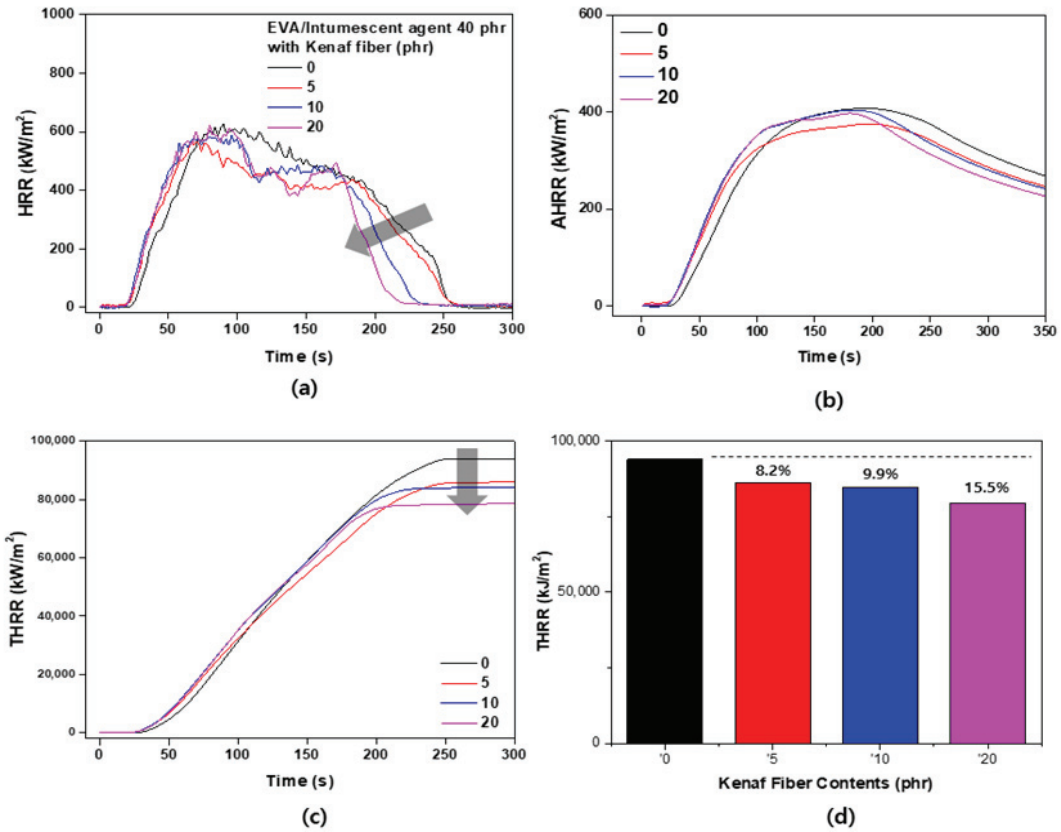 1000
800
600
400
200
0
HRR (kW/m²)
EVA/Intumescent agent 40 phr
with Kenaf fiber (phr)
0
5
10
20
0 50 100 150 200 250 300
Time (s)
(a)
600
400
200
0
AHRR (kW/m²)
0
5
10
20
0 50 100 150 200 250 300 350
Time (s)
(b)
100,000
80,000
60,000
40,000
20,000
0
THRR (kW/m²)
0
5
10
20
0 50 100 150 200 250 300
Time (s)
(c)
100,000
50,000
0
THRR (kJ/m²)
8.2%
9.9%
15.5%
'0 '5 '10 '20
Kenaf Fiber Contents (phr)
(d)